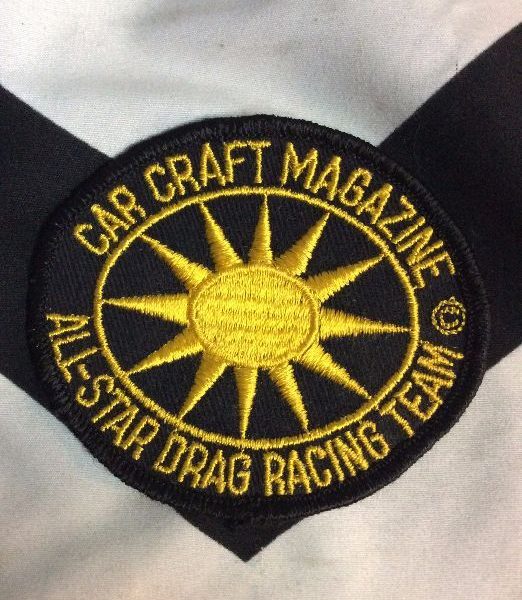 CAR CRAFT MAGAZINE ©
ALL-STAR DRAG RACING TEAM